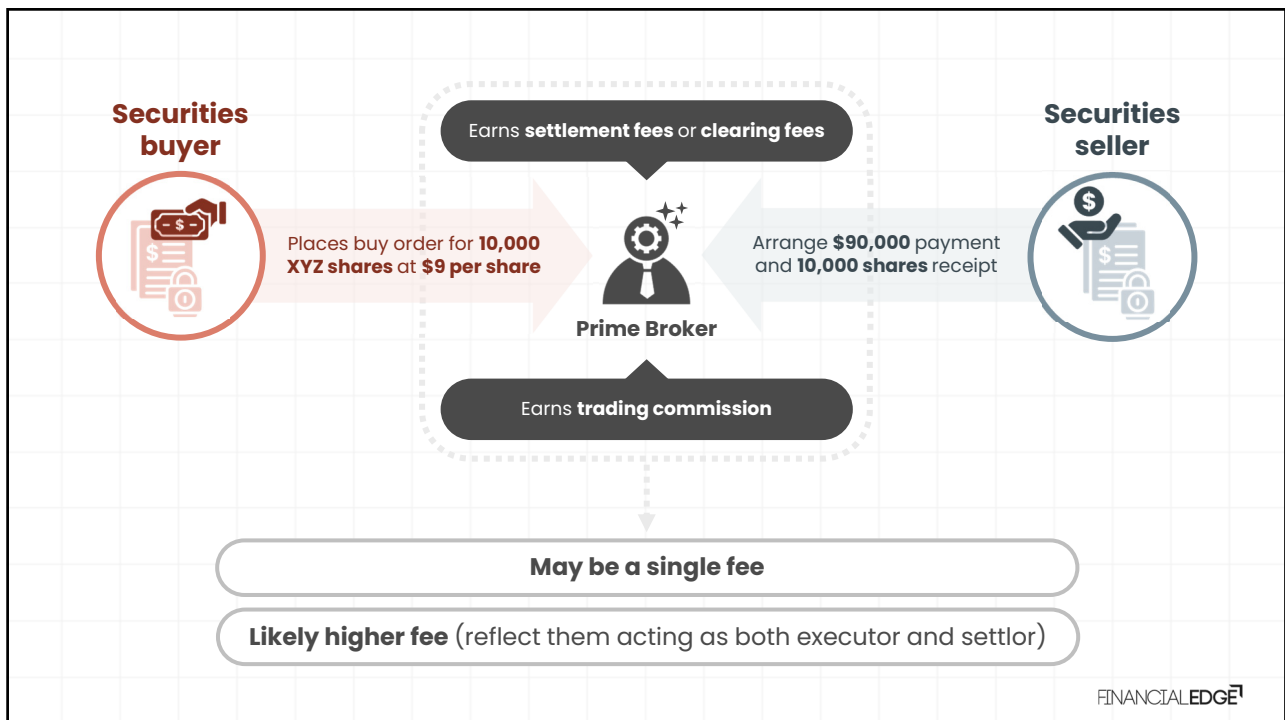 Securities
buyer
Earns settlement fees or clearing fees
Securities
seller
- $ -
$
$
$
$
Places buy order for 10,000
XYZ shares at $9 per share
Arrange $90,000 payment
and 10,000 shares receipt
Prime Broker
Earns trading commission
May be a single fee
Likely higher fee (reflect them acting as both executor and settlor)
FINANCIALEDGE